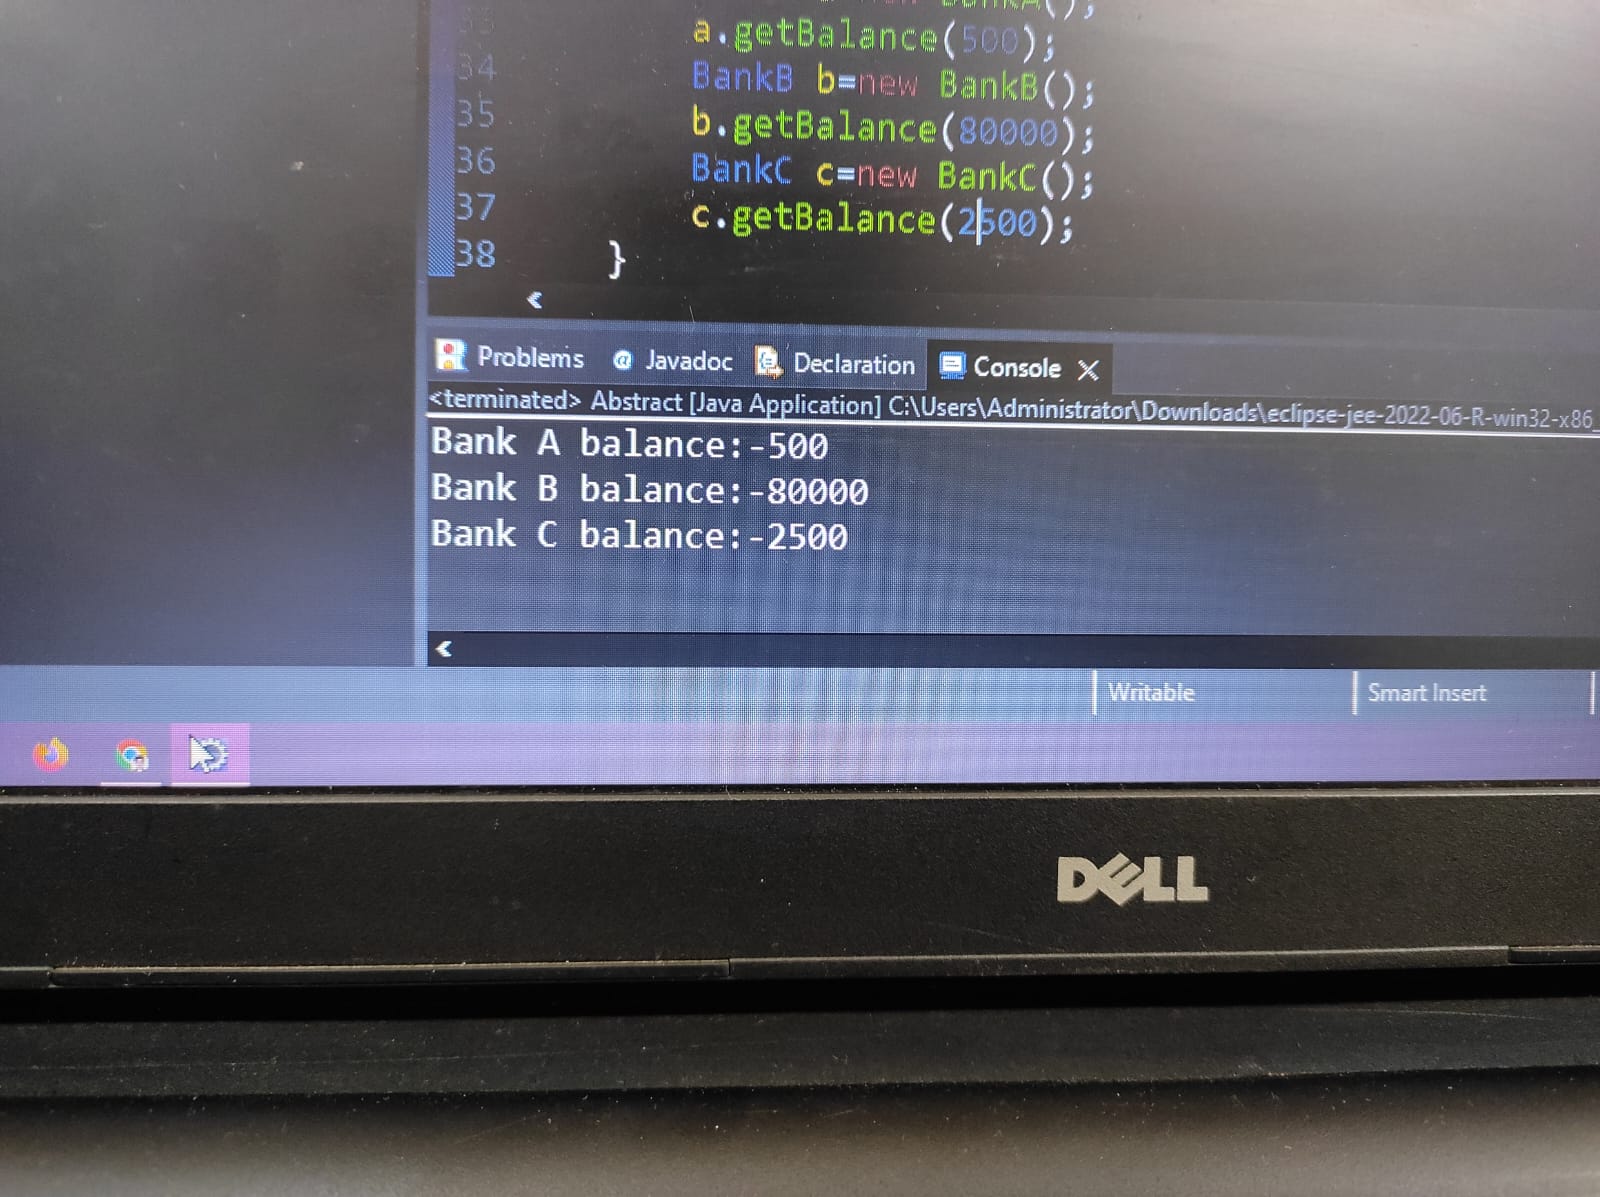 BankA();
33 a.getBalance(500);
34 BankB b=new BankB();
35 b.getBalance(80000);
36 BankC c=new BankC();
37 c.getBalance(2500);
38 }
Problems @ Javadoc Declaration Console
<terminated> Abstract [Java Application] C:\Users\Administrator\Downloads\eclipse-jee-2022-06-R-win32-x86_
Bank A balance:-500
Bank B balance:-80000
Bank C balance:-2500
Writable Smart Insert
DELL